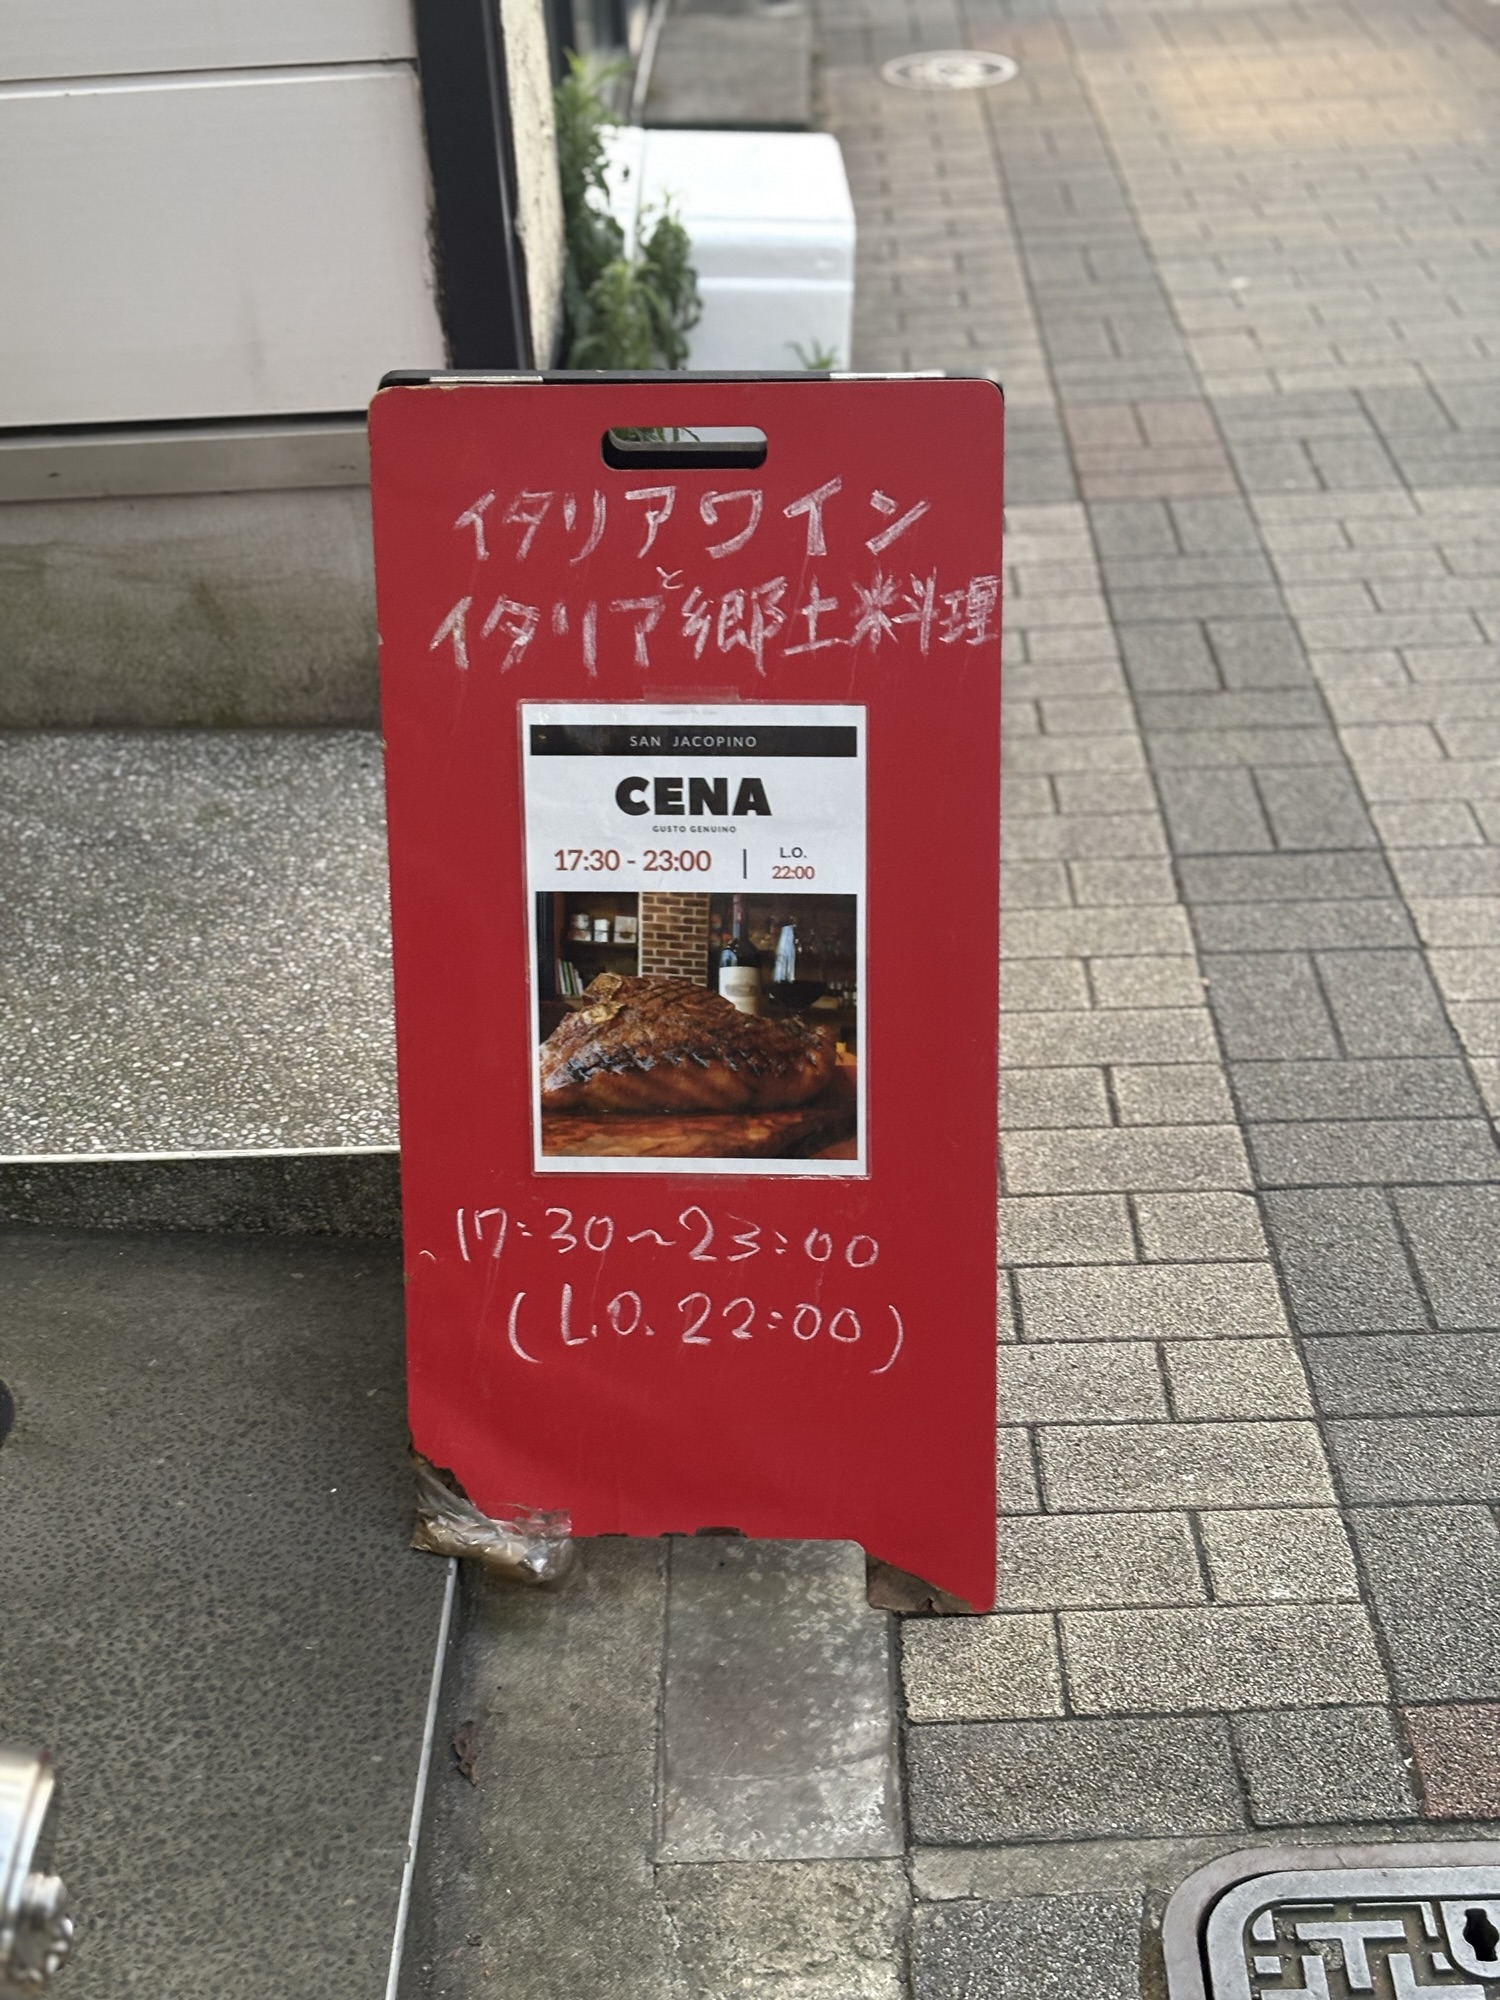 イタリアワイン
と
イタリア郷土料理
SAN JACOPINO
CENA
GUSTO GENUINO
17:30 - 23:00 | L.O. 22:00
17:30～23:00
(L.O. 22:00)